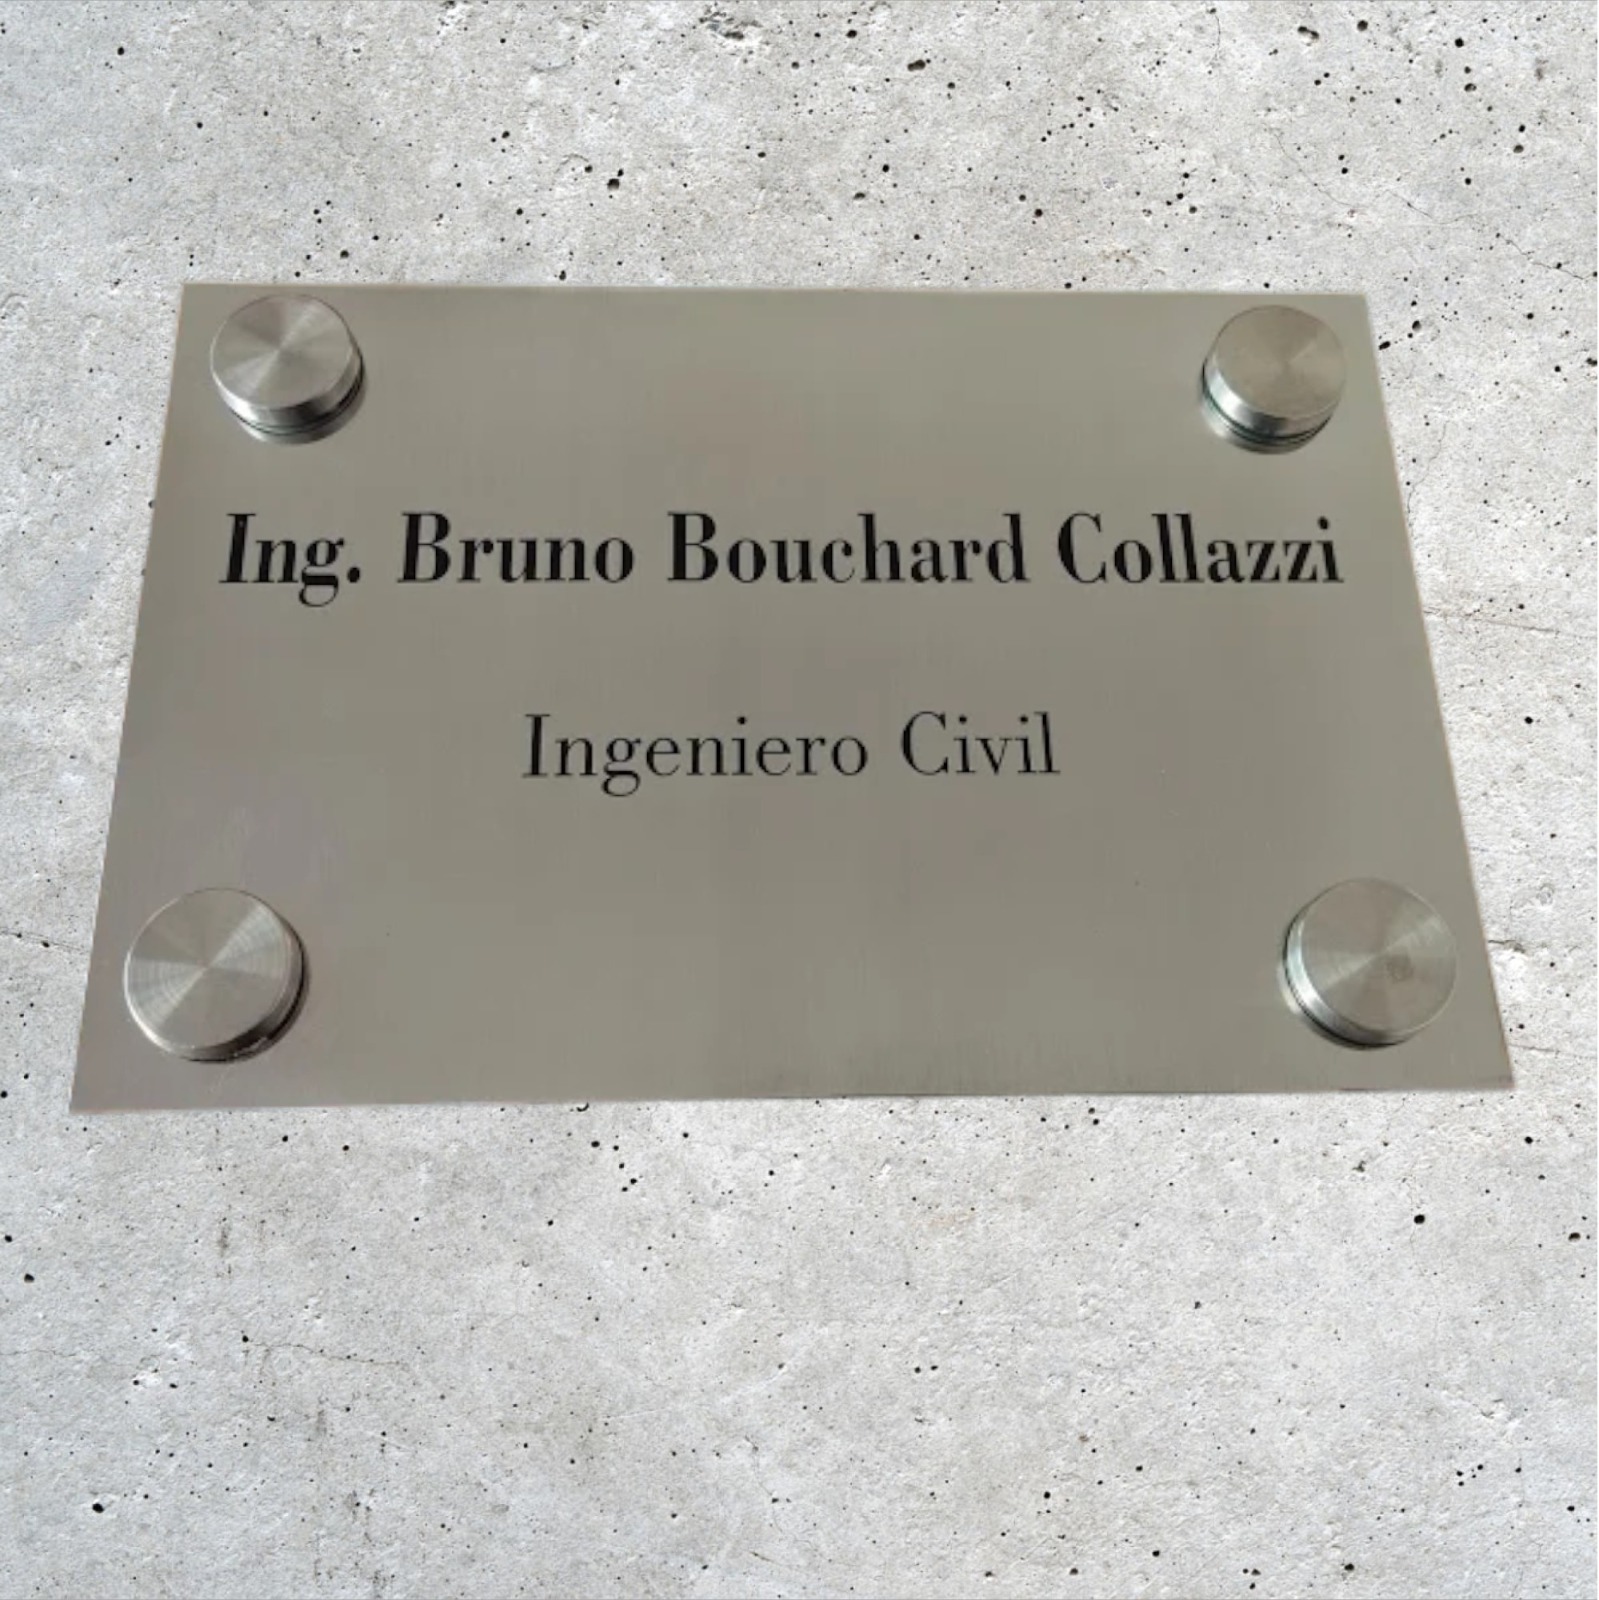 Ing. Bruno Bouchard Collazzi
Ingeniero Civil